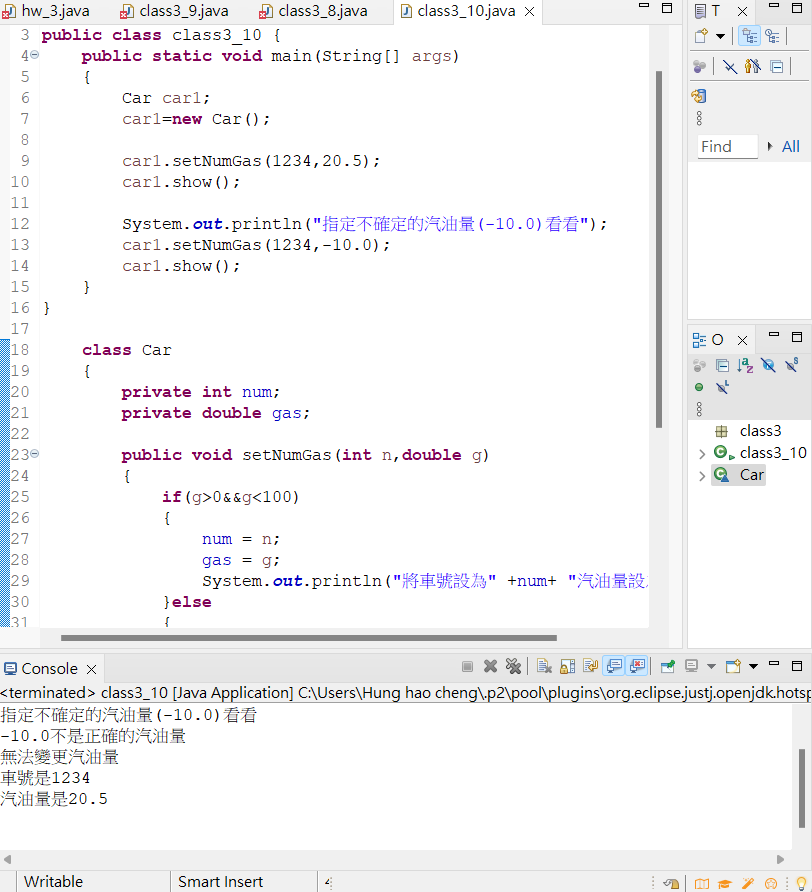 hw_3.java class3_9.java class3_8.java class3_10.java T
3 public class class3_10 {
4 public static void main(String[] args)
5 {
6 Car car1;
7 car1=new Car();
8
9 car1.setNumGas(1234,20.5);
10 car1.show();
11
12 System.out.println("指定不確定的汽油量(-10.0)看看");
13 car1.setNumGas(1234,-10.0);
14 car1.show();
15 }
16 }
17
18 class Car
19 {
20 private int num;
21 private double gas;
22
23 public void setNumGas(int n,double g)
24 {
25 if(g>0&&g<100)
26 {
27 num = n;
28 gas = g;
29 System.out.println("將車號設為" +num+ "汽油量設
30 }else
31 {
Find All
O
class3
class3_10
Car
Console
<terminated> class3_10 [Java Application] C:\Users\Hung hao cheng\.p2\pool\plugins\org.eclipse.justj.openjdk.hotsp
指定不確定的汽油量(-10.0)看看
-10.0不是正確的汽油量
無法變更汽油量
車號是1234
汽油量是20.5
Writable Smart Insert